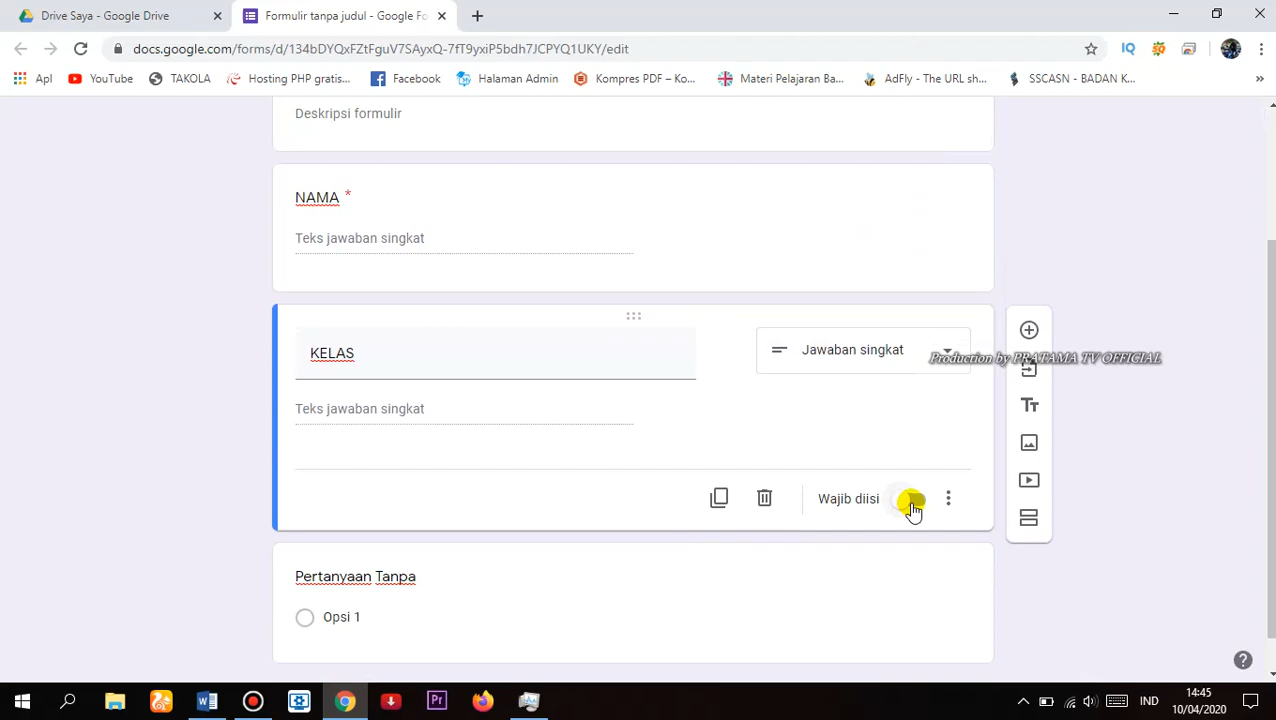 Drive Saya - Google Drive
Formulir tanpa judul - Google Fo
docs.google.com/forms/d/134bDYQxFZtFguV7SAyxQ-7fT9yxiP5bdh7JCPYQ1UKY/edit
Apl
YouTube
TAKOLA
Hosting PHP gratis...
Facebook
Halaman Admin
Kompres PDF – Ko...
Materi Pelajaran Ba...
AdFly - The URL sh...
SSCASN - BADAN K...
Deskripsi formulir
NAMA *
Teks jawaban singkat
KELAS
Jawaban singkat
Production by PRATAMA TV OFFICIAL
Teks jawaban singkat
Wajib diisi
Pertanyaan Tanpa
Opsi 1
IND
14:45
10/04/2020